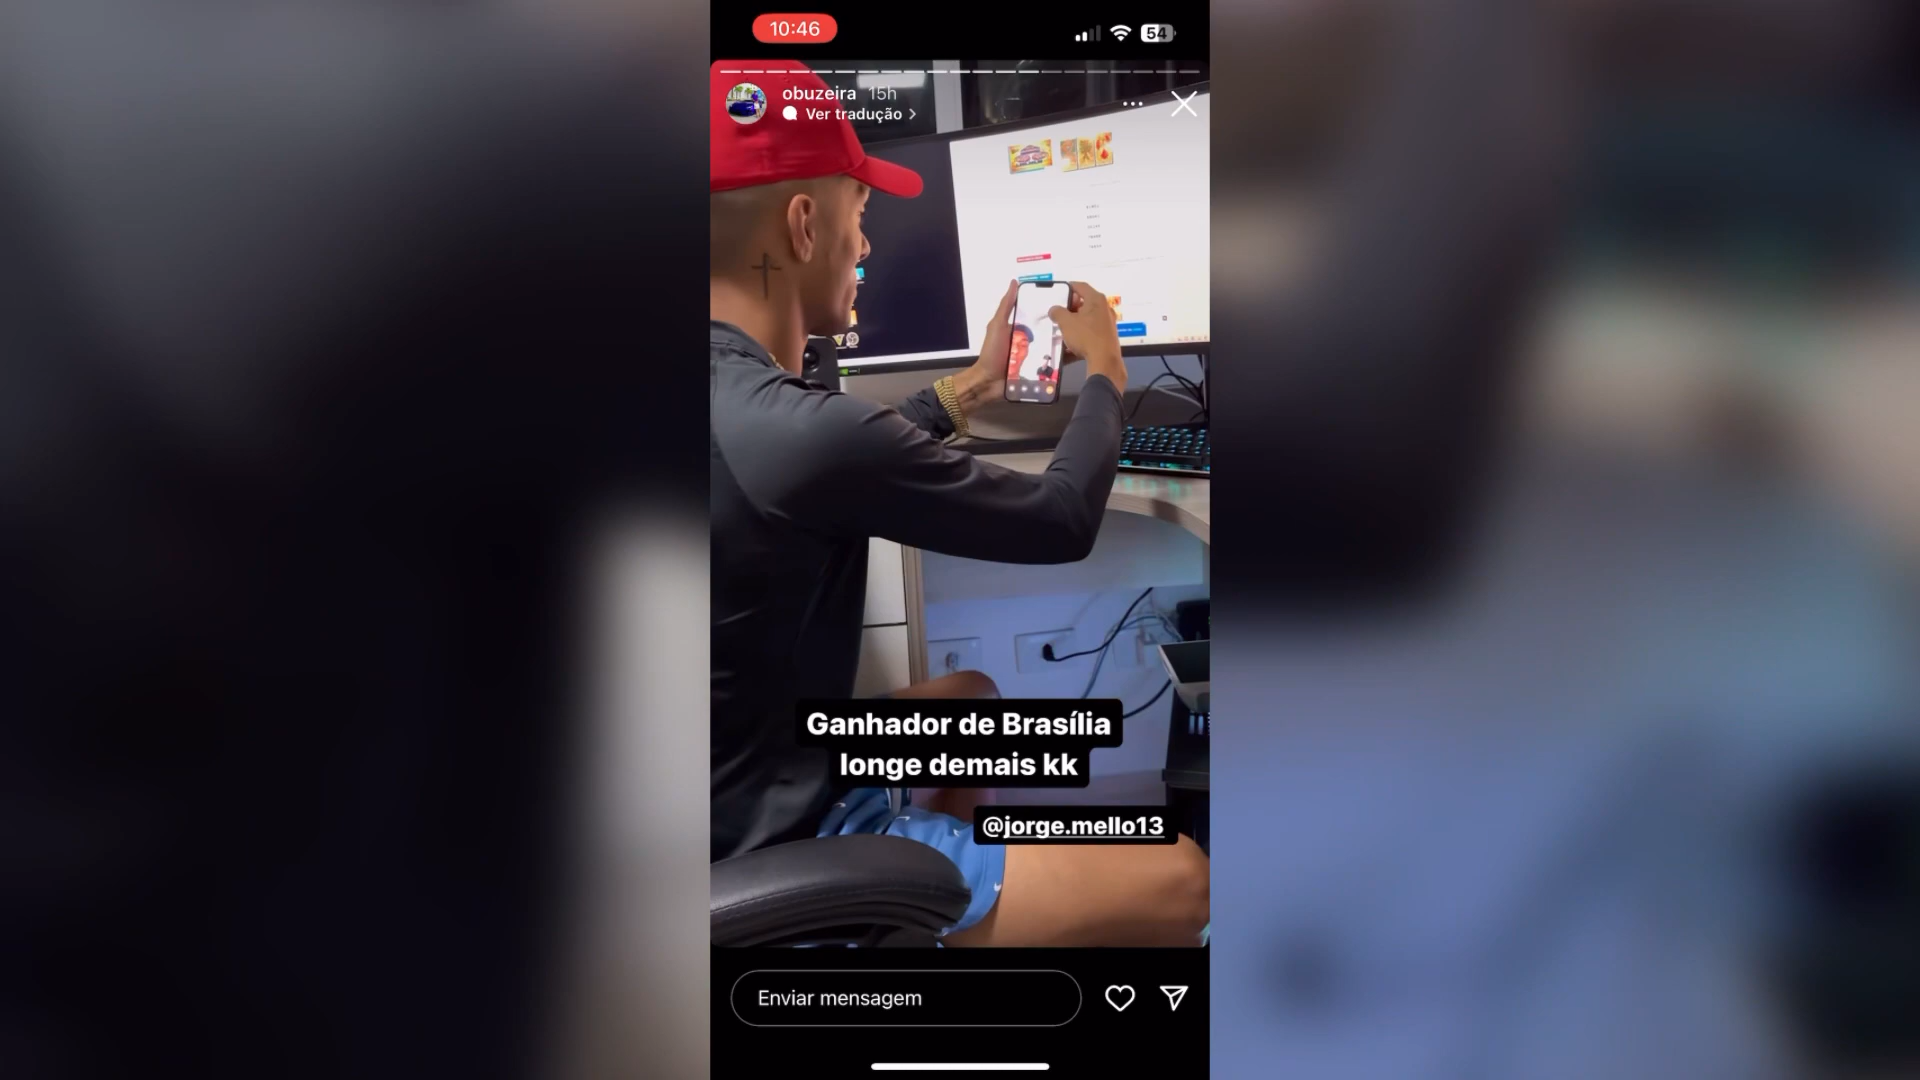 10:46
54
obuzeira 15h
Ver tradução
Ganhador de Brasília
longe demais kk
@jorge.mello13
Enviar mensagem